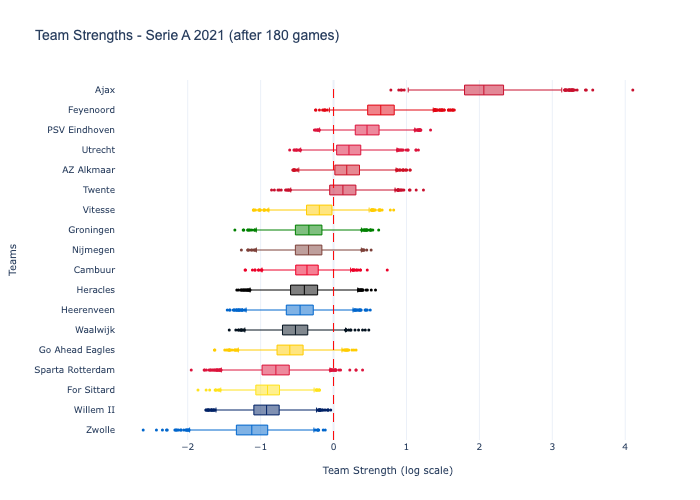 Team Strengths - Serie A 2021 (after 180 games)
Ajax
Feyenoord
PSV Eindhoven
Utrecht
AZ Alkmaar
Twente
Vitesse
Groningen
Nijmegen
Cambuur
Heracles
Heerenveen
Waalwijk
Go Ahead Eagles
Sparta Rotterdam
For Sittard
Willem II
Zwolle
Teams
−2 −1 0 1 2 3 4
Team Strength (log scale)